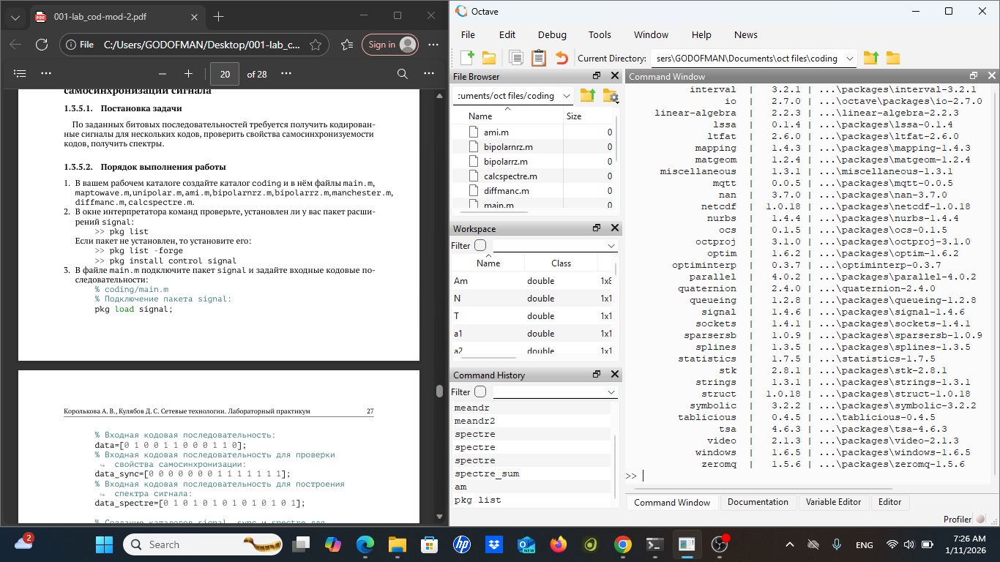 001-lab_cod-mod-2.pdf
File
C:/Users/GODOFMAN/Desktop/001-lab_c...
Sign in
20
of 28
самосинхронизации сигнала
1.3.5.1. Постановка задачи
По заданных битовых последовательностей требуется получить кодирован-
ные сигналы для нескольких кодов, проверить свойства самосинхронизуемости
кодов, получить спектры.
1.3.5.2. Порядок выполнения работы
1. В вашем рабочем каталоге создайте каталог coding и в нём файлы main.m,
maptowave.m,unipolar.m,ami.m,bipolarnrz.m,bipolarrz.m,manchester.m,
diffmanc.m, calcspectre.m.
2. В окне интерпретатора команд проверьте, установлен ли у вас пакет расши-
рений signal:
>> pkg list
Если пакет не установлен, то установите его:
>> pkg list -forge
>> pkg install control signal
3. В файле main.m подключите пакет signal и задайте входные кодовые по-
следовательности:
% coding/main.m
% Подключение пакета signal:
pkg load signal;
Королькова А. В., Кулябов Д. С. Сетевые технологии. Лабораторный практикум 27
% Входная кодовая последовательность:
data=[0 1 0 0 1 1 0 0 0 1 1 0];
% Входная кодовая последовательность для проверки
↪ свойства самосинхронизации:
data_sync=[0 0 0 0 0 0 0 1 1 1 1 1 1 1];
% Входная кодовая последовательность для построения
↪ спектра сигнала:
data_spectre=[0 1 0 1 0 1 0 1 0 1 0 1 0 1];
% Создание каталогов signal, sync и spectre для
Octave
File Edit Debug Tools Window Help News
Current Directory: sers\GODOFMAN\Documents\oct files\coding
File Browser
:uments/oct files/coding
Name Size
ami.m 0
bipolarnrz.m 0
bipolarrz.m 0
calcspectre.m 0
diffmanc.m 0
main.m 0
Workspace
Filter
Name Class
Am double 1x8
N double 1x1
T double 1x1
a1 double 1x1
a2 double 1x1
Command History
Filter
meandr
meandr2
spectre
spectre
spectre
spectre_sum
am
pkg list
Command Window
interval | 3.2.1 | ...\packages\interval-3.2.1
io | 2.7.0 | ...\octave\packages\io-2.7.0
linear-algebra | 2.2.3 | ...\linear-algebra-2.2.3
lssa | 0.1.4 | ...\packages\lssa-0.1.4
ltfat | 2.6.0 | ...\packages\ltfat-2.6.0
mapping | 1.4.3 | ...\packages\mapping-1.4.3
matgeom | 1.2.4 | ...\packages\matgeom-1.2.4
miscellaneous | 1.3.1 | ...\miscellaneous-1.3.1
mqtt | 0.0.5 | ...\packages\mqtt-0.0.5
nan | 3.7.0 | ...\packages\nan-3.7.0
netcdf | 1.0.18 | ...\packages\netcdf-1.0.18
nurbs | 1.4.4 | ...\packages\nurbs-1.4.4
ocs | 0.1.5 | ...\packages\ocs-0.1.5
octproj | 3.1.0 | ...\packages\octproj-3.1.0
optim | 1.6.2 | ...\packages\optim-1.6.2
optiminterp | 0.3.7 | ...\optiminterp-0.3.7
parallel | 4.0.2 | ...\packages\parallel-4.0.2
quaternion | 2.4.0 | ...\quaternion-2.4.0
queueing | 1.2.8 | ...\packages\queueing-1.2.8
signal | 1.4.6 | ...\packages\signal-1.4.6
sockets | 1.4.1 | ...\packages\sockets-1.4.1
sparsersb | 1.0.9 | ...\packages\sparsersb-1.0.9
splines | 1.3.5 | ...\packages\splines-1.3.5
statistics | 1.7.5 | ...\statistics-1.7.5
stk | 2.8.1 | ...\packages\stk-2.8.1
strings | 1.3.1 | ...\packages\strings-1.3.1
struct | 1.0.18 | ...\packages\struct-1.0.18
symbolic | 3.2.2 | ...\packages\symbolic-3.2.2
tablicious | 0.4.5 | ...\tablicious-0.4.5
tsa | 4.6.3 | ...\packages\tsa-4.6.3
video | 2.1.3 | ...\packages\video-2.1.3
windows | 1.6.5 | ...\packages\windows-1.6.5
zeromq | 1.5.6 | ...\packages\zeromq-1.5.6
>>
Command Window Documentation Variable Editor Editor
Profiler
2
Search
NEW
ENG
7:26 AM
1/11/2026